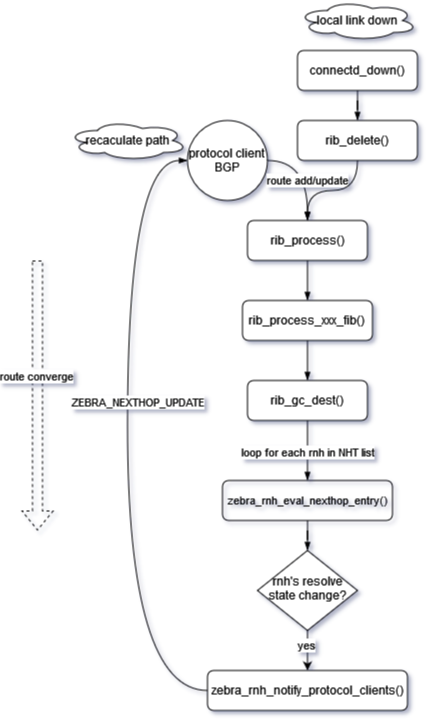 local link down
connectd_down()
rib_delete()
recaculate path
protocol client
BGP
route add/update
rib_process()
rib_process_xxx_fib()
route converge
ZEBRA_NEXTHOP_UPDATE
rib_gc_dest()
loop for each rnh in NHT list
zebra_rnh_eval_nexthop_entry()
rnh's resolve
state change?
yes
zebra_rnh_notify_protocol_clients()